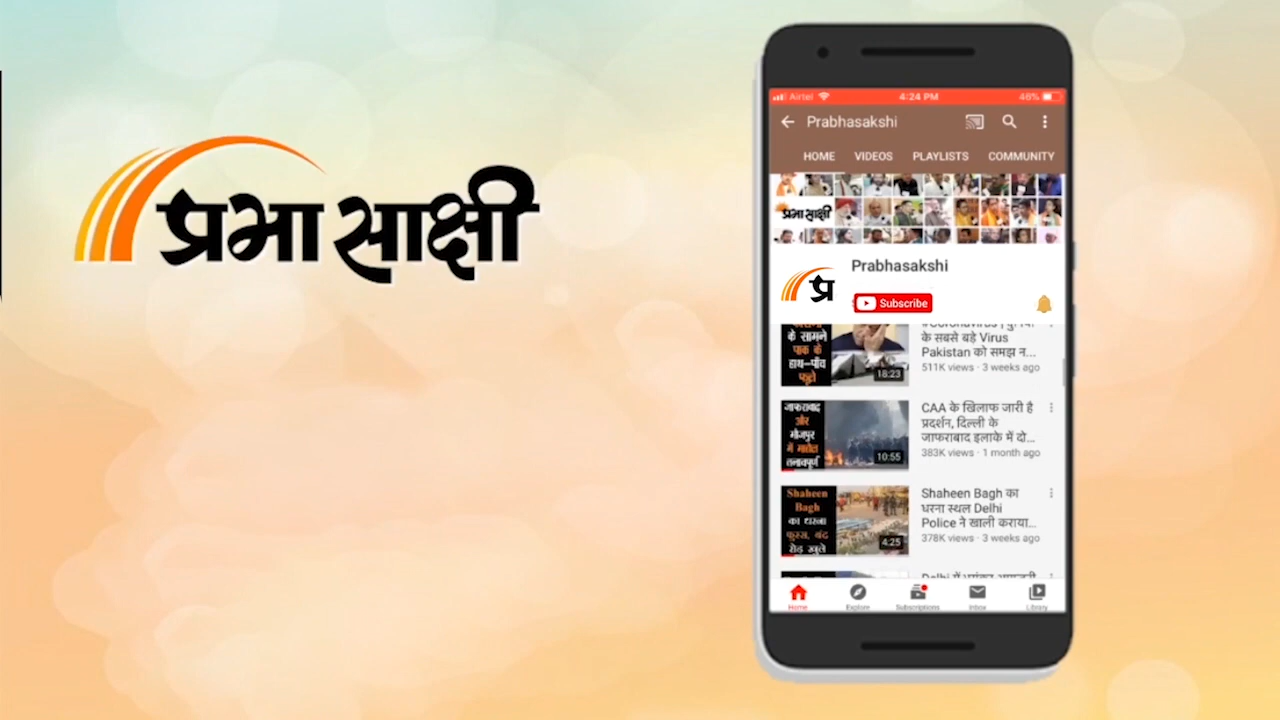 प्रभा साक्षी
Airtel
4:24 PM
46%
Prabhasakshi
HOME VIDEOS PLAYLISTS COMMUNITY
प्रभा साक्षी
Prabhasakshi
प्र
Subscribe
के सामने
पाक के
हाथ-पाँव
फूले
18:23
के सबसे बड़े Virus
Pakistan को समझ न...
511K views · 3 weeks ago
जाफराबाद
और
मौजपुर
में माहौल
तनावपूर्ण
10:55
CAA के खिलाफ जारी है
प्रदर्शन, दिल्ली के
जाफराबाद इलाके में दो...
383K views · 1 month ago
Shaheen
Bagh
का धरना
फुस्स, बंद
रोड खुले
4:25
Shaheen Bagh का
धरना स्थल Delhi
Police ने खाली कराया...
378K views · 3 weeks ago
Home Explore Subscriptions Inbox Library